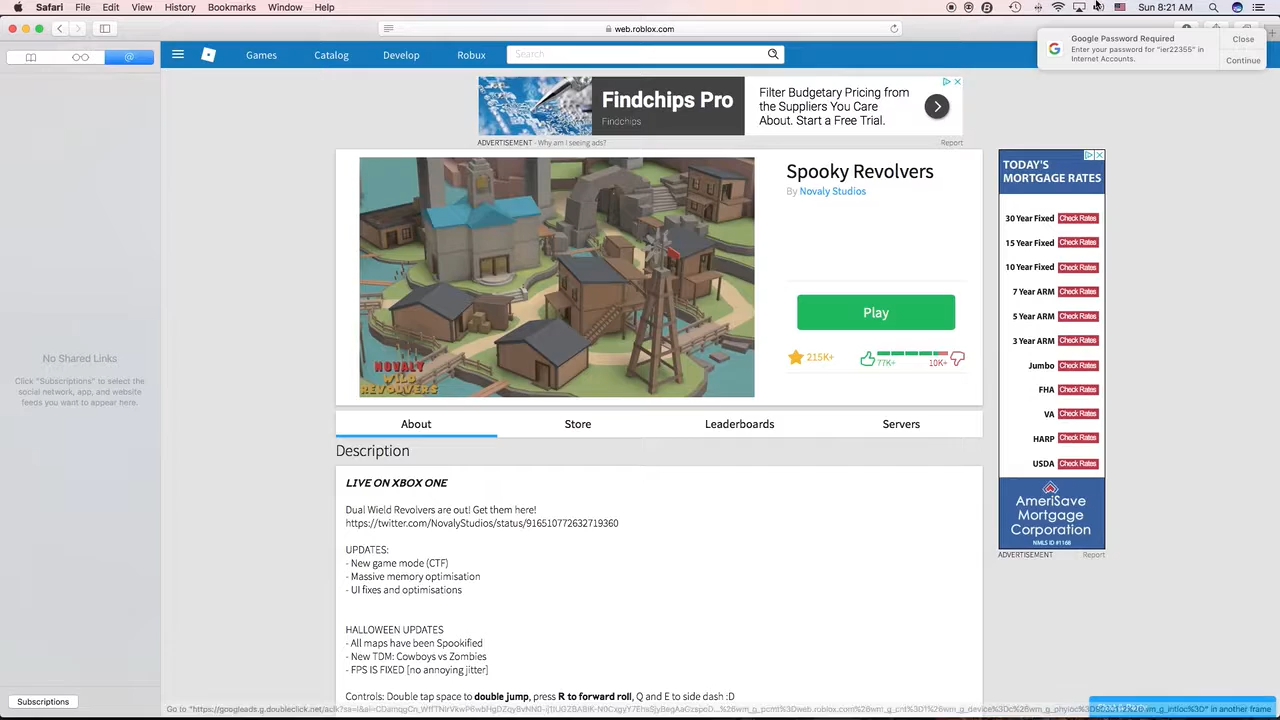 Safari File Edit View History Bookmarks Window Help
Sun 8:21 AM
web.roblox.com
Google Password Required
Enter your password for "ier22355" in
Internet Accounts.
Close
Continue
Games Catalog Develop Robux Search
Findchips Pro
Findchips
Filter Budgetary Pricing from
the Suppliers You Care
About. Start a Free Trial.
ADVERTISEMENT - Why am I seeing ads?
Report
NOVALY
WILD
REVOLVERS
Spooky Revolvers
By Novaly Studios
Play
215K+
77K+
10K+
TODAY'S
MORTGAGE RATES
30 Year Fixed Check Rates
15 Year Fixed Check Rates
10 Year Fixed Check Rates
7 Year ARM Check Rates
5 Year ARM Check Rates
3 Year ARM Check Rates
Jumbo Check Rates
FHA Check Rates
VA Check Rates
HARP Check Rates
USDA Check Rates
AmeriSave
Mortgage
Corporation
NMLS ID #1168
ADVERTISEMENT
Report
No Shared Links
Click "Subscriptions" to select the
social network, app, and website
feeds you want to appear here.
Subscriptions
About Store Leaderboards Servers
Description
LIVE ON XBOX ONE
Dual Wield Revolvers are out! Get them here!
https://twitter.com/NovalyStudios/status/916510772632719360
UPDATES:
- New game mode (CTF)
- Massive memory optimisation
- UI fixes and optimisations
HALLOWEEN UPDATES
- All maps have been Spookified
- New TDM: Cowboys vs Zombies
- FPS IS FIXED [no annoying jitter]
Controls: Double tap space to double jump, press R to forward roll, Q and E to side dash :D